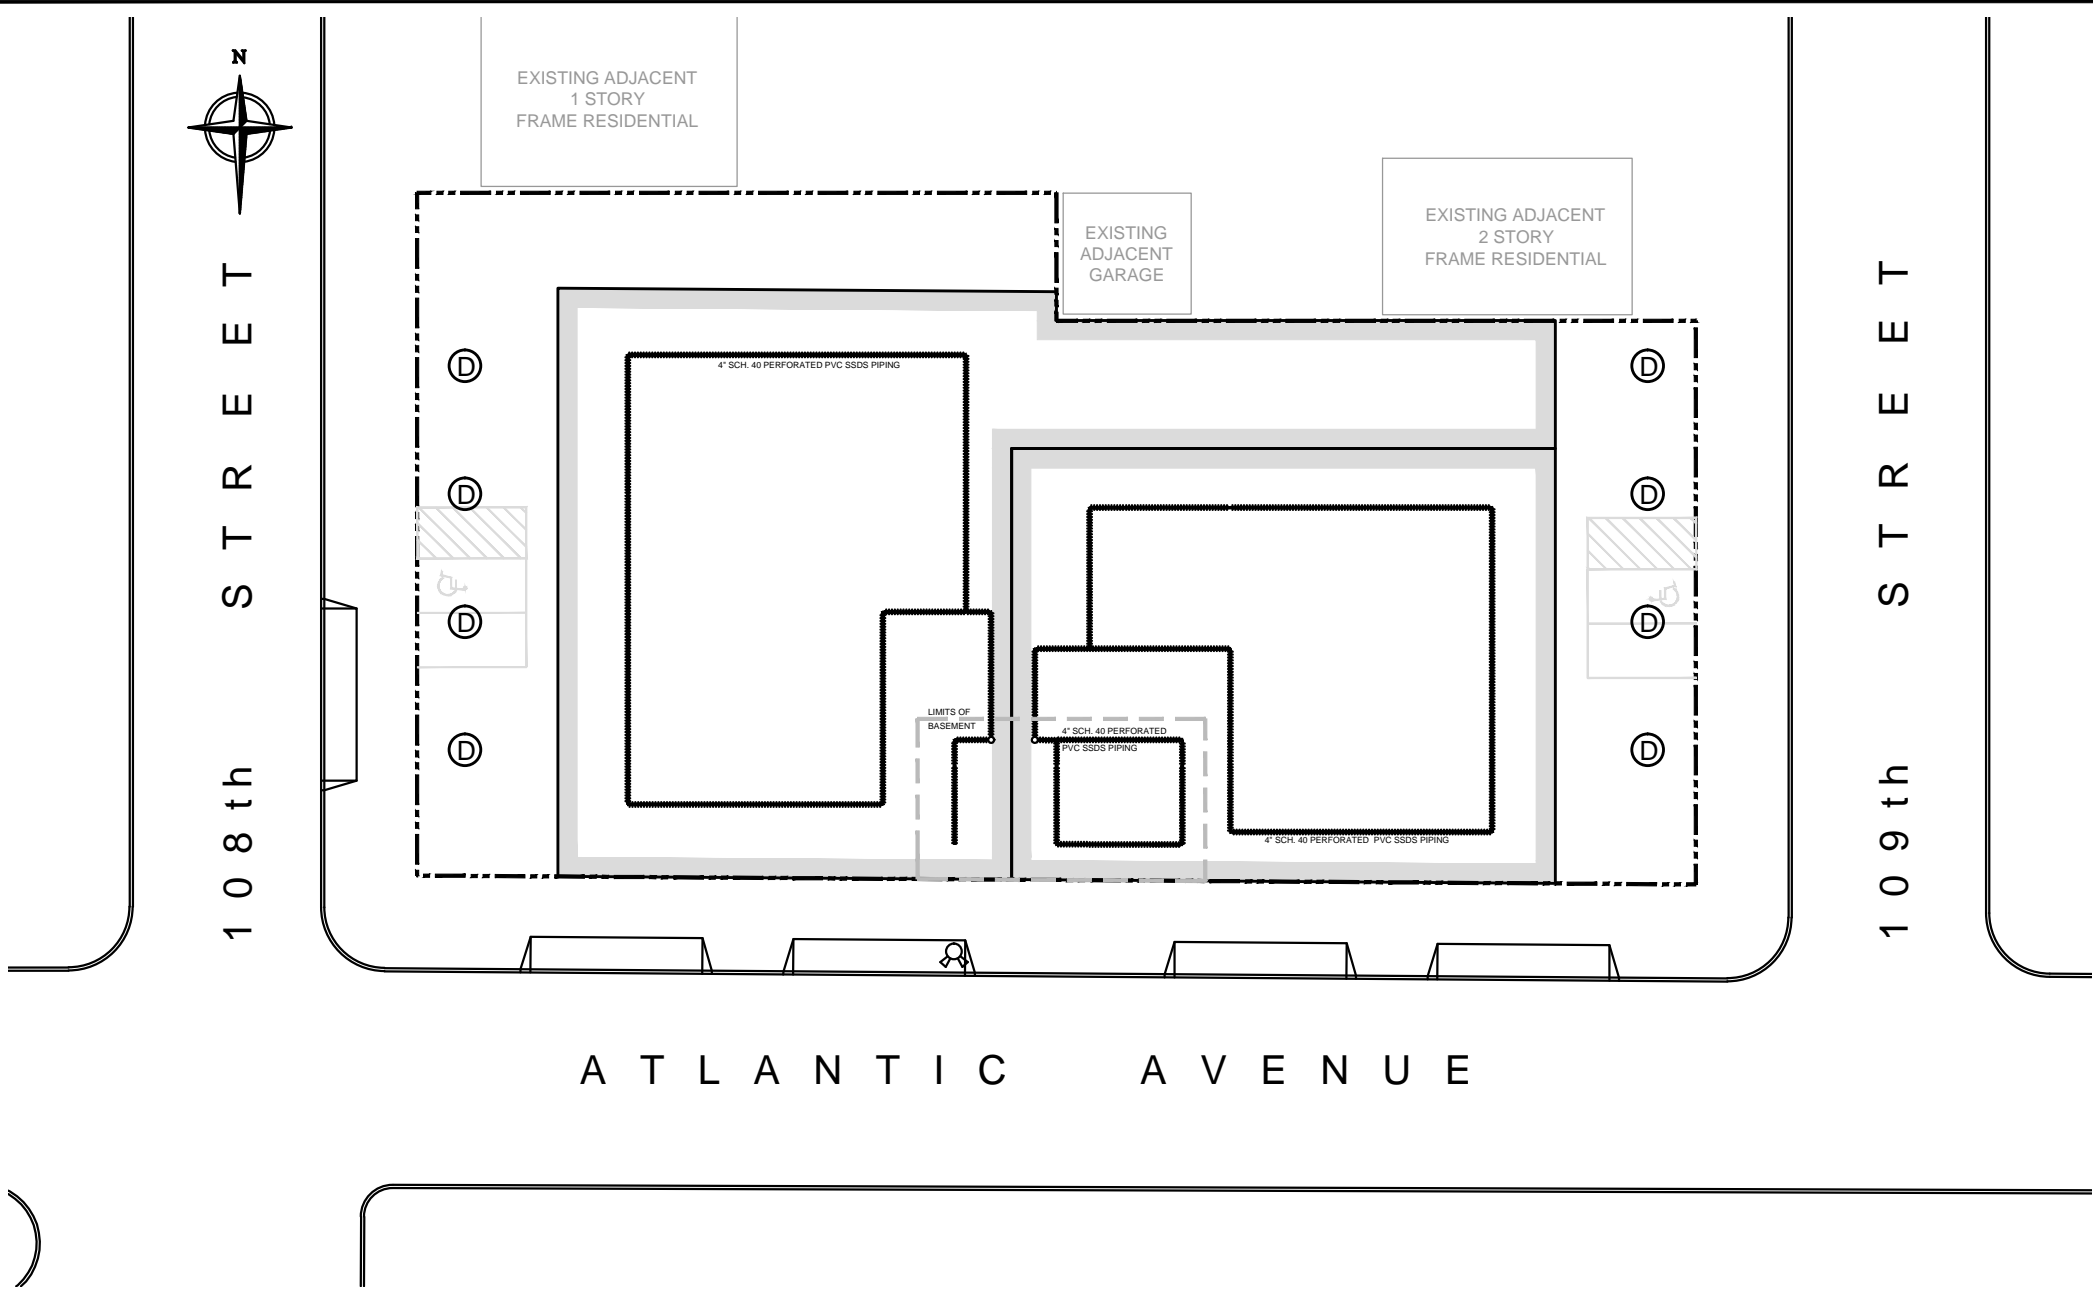 N
EXISTING ADJACENT
1 STORY
FRAME RESIDENTIAL
EXISTING
ADJACENT
GARAGE
EXISTING ADJACENT
2 STORY
FRAME RESIDENTIAL
108th STREET
109th STREET
4" SCH. 40 PERFORATED PVC SSDS PIPING
D
D
D
D
D
D
D
D
LIMITS OF
BASEMENT
4" SCH. 40 PERFORATED
PVC SSDS PIPING
4" SCH. 40 PERFORATED PVC SSDS PIPING
ATLANTIC AVENUE